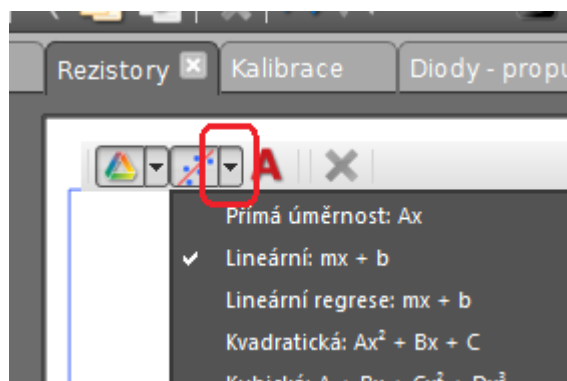 Rezistory Kalibrace Diody - propu
A
Přímá úměrnost: Ax
Lineární: mx + b
Lineární regrese: mx + b
Kvadratická: Ax² + Bx + C